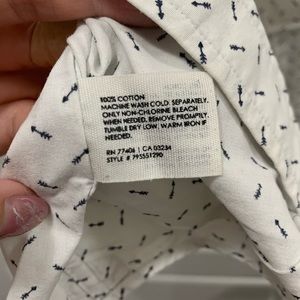 100% COTTON
MACHINE WASH COLD. SEPARATELY.
ONLY NON-CHLORINE BLEACH
WHEN NEEDED. REMOVE PROMPTLY.
TUMBLE DRY LOW, WARM IRON IF
NEEDED.
RN 77408 | CA 03234
STYLE # 795551290